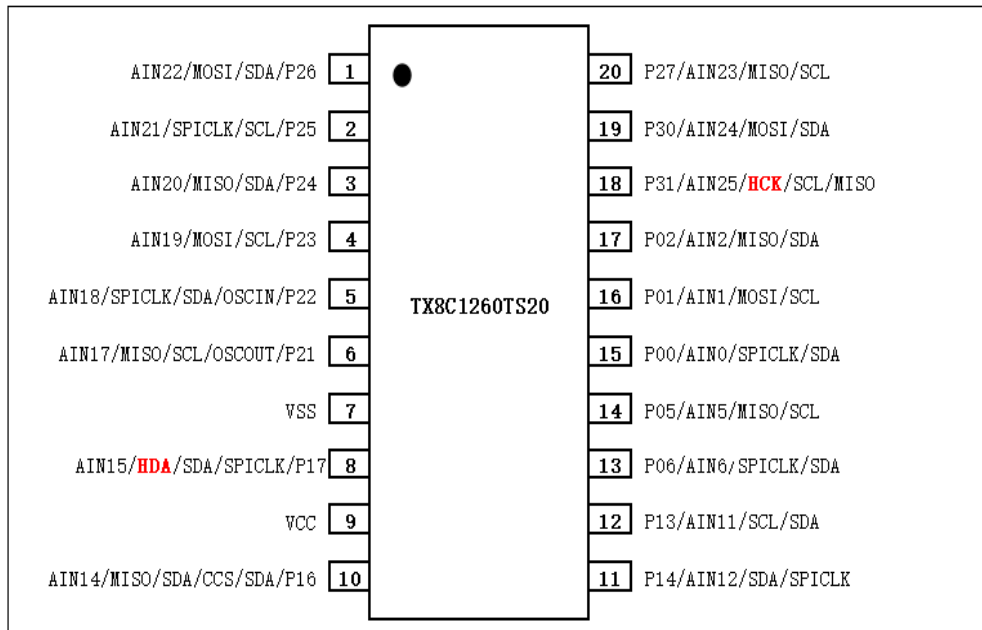 AIN22/MOSI/SDA/P26 1 20 P27/AIN23/MISO/SCL
AIN21/SPICLK/SCL/P25 2 19 P30/AIN24/MOSI/SDA
AIN20/MISO/SDA/P24 3 18 P31/AIN25/HCK/SCL/MISO
AIN19/MOSI/SCL/P23 4 17 P02/AIN2/MISO/SDA
AIN18/SPICLK/SDA/OSCIN/P22 5 16 P01/AIN1/MOSI/SCL
TX8C1260TS20
AIN17/MISO/SCL/OSCOUT/P21 6 15 P00/AIN0/SPICLK/SDA
VSS 7 14 P05/AIN5/MISO/SCL
AIN15/HDA/SDA/SPICLK/P17 8 13 P06/AIN6/SPICLK/SDA
VCC 9 12 P13/AIN11/SCL/SDA
AIN14/MISO/SDA/CCS/SDA/P16 10 11 P14/AIN12/SDA/SPICLK